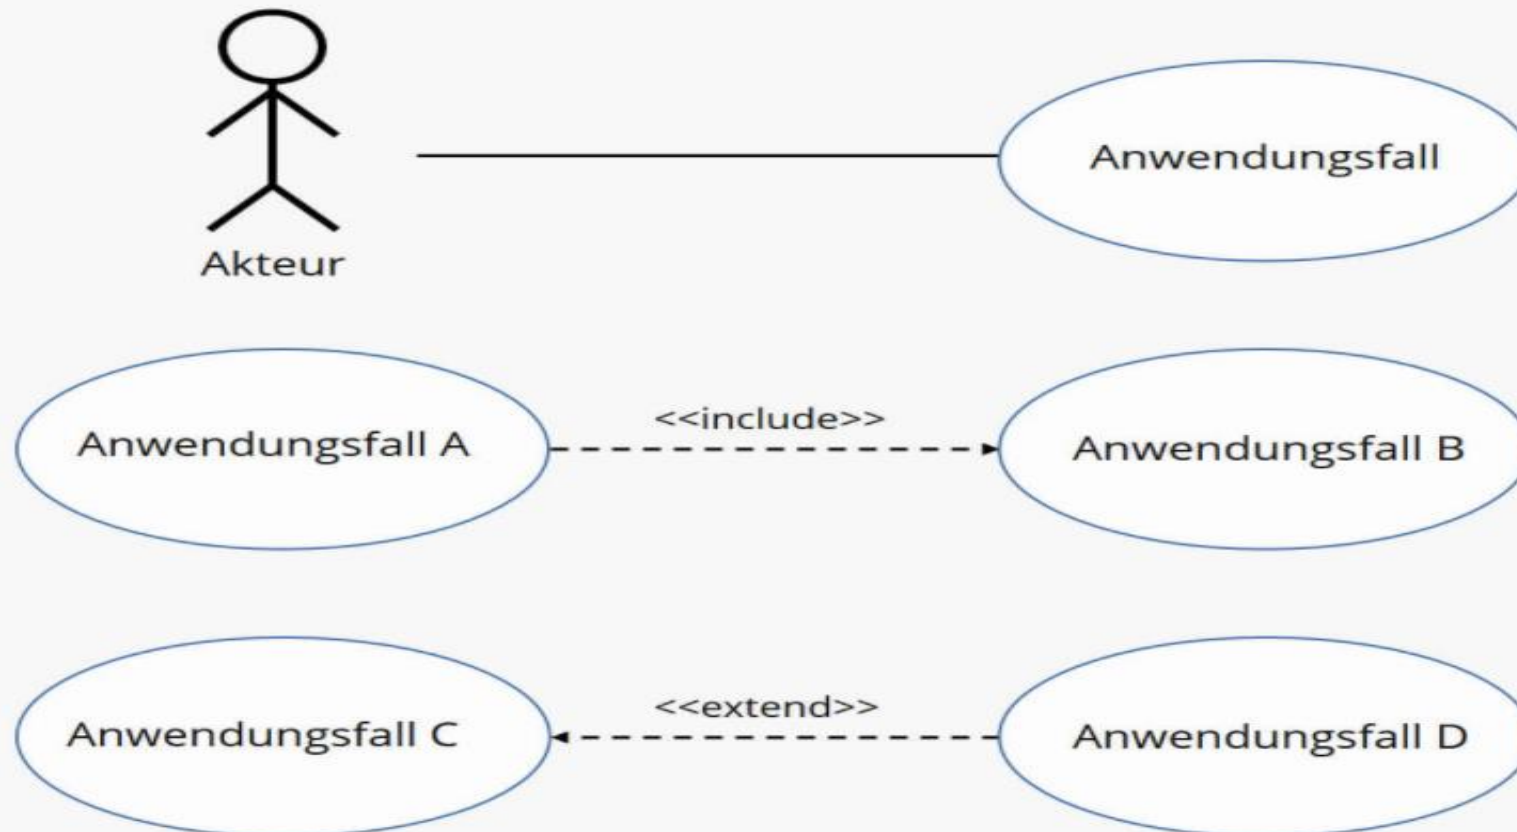 Anwendungsfall
Akteur
<<include>>
Anwendungsfall A
Anwendungsfall B
<<extend>>
Anwendungsfall C
Anwendungsfall D